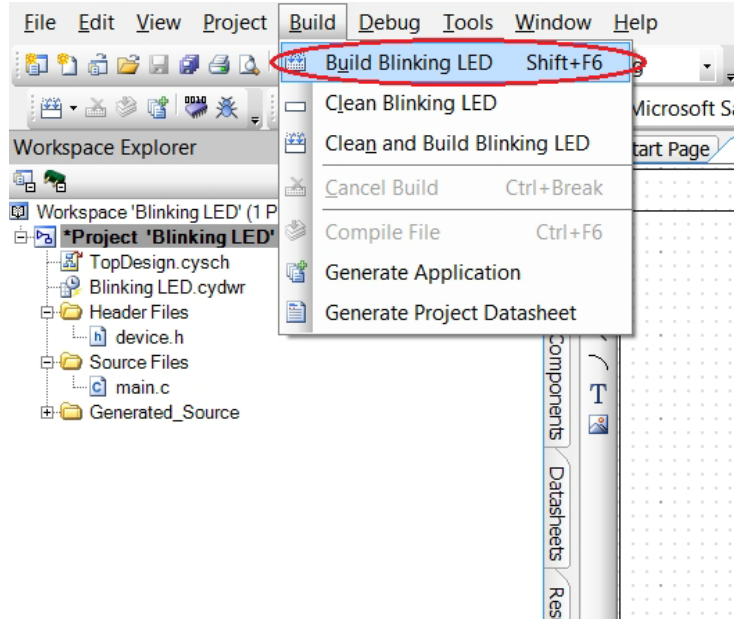 File Edit View Project Build Debug Tools Window Help
Build Blinking LED Shift+F6
Clean Blinking LED
Clean and Build Blinking LED
Cancel Build Ctrl+Break
Compile File Ctrl+F6
Generate Application
Generate Project Datasheet
g
Microsoft Sa
Workspace Explorer
tart Page
Workspace 'Blinking LED' (1 P
*Project 'Blinking LED'
TopDesign.cysch
Blinking LED.cydwr
Header Files
h device.h
Source Files
c main.c
Generated_Source
Components
Datasheets
Res
T